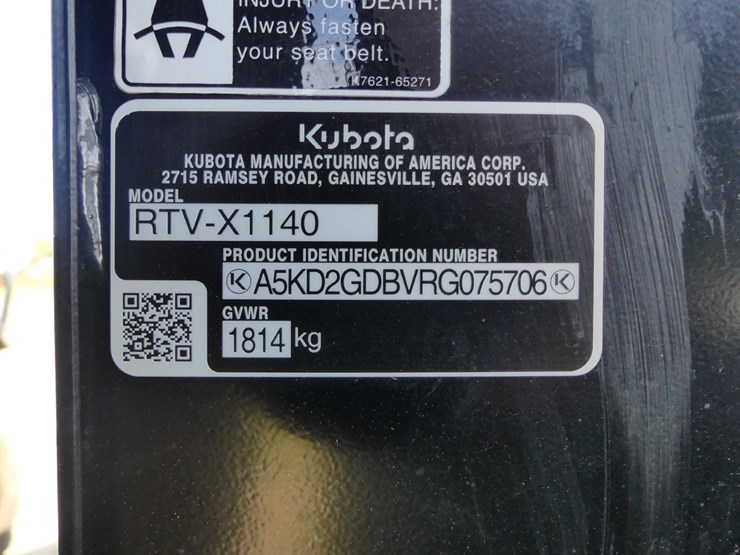 INJURY OR DEATH:
Always fasten
your seat belt.
K7621-65271
Kubota
KUBOTA MANUFACTURING OF AMERICA CORP.
2715 RAMSEY ROAD, GAINESVILLE, GA 30501 USA
MODEL
RTV-X1140
PRODUCT IDENTIFICATION NUMBER
A5KD2GDBVRG075706
GVWR
1814 kg